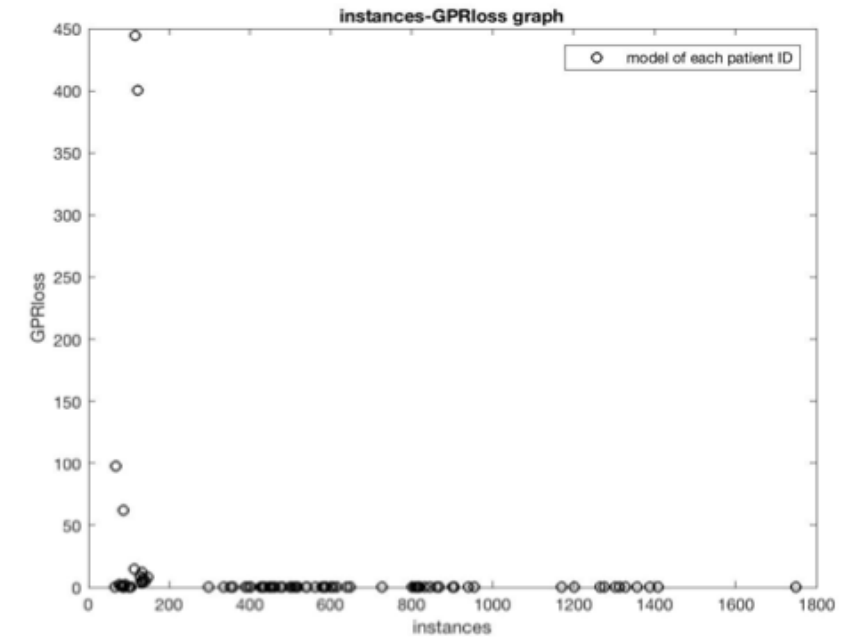 instances-GPRloss graph
model of each patient ID
450
400
350
300
250
200
150
100
50
0
GPRloss
0 200 400 600 800 1000 1200 1400 1600 1800
instances